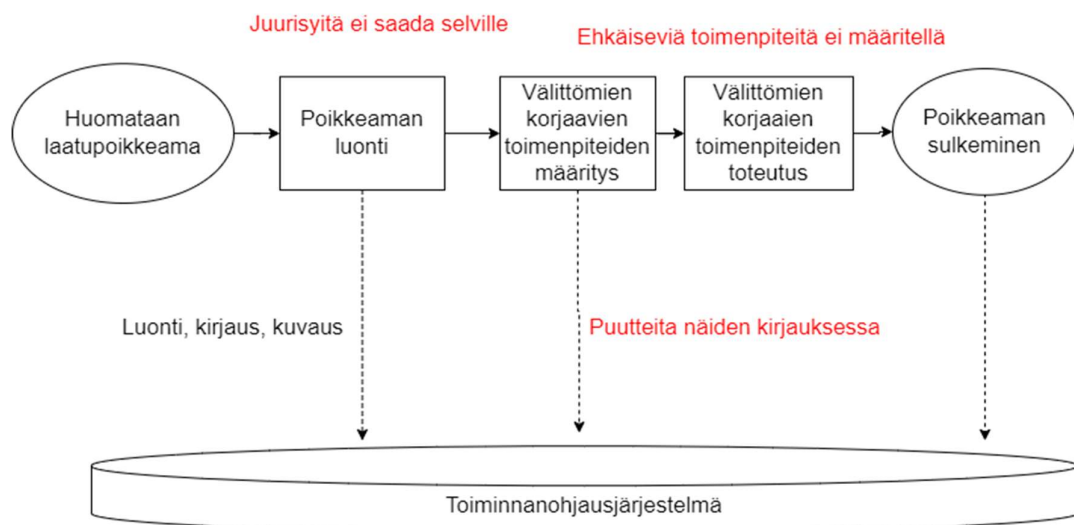 Juurisyitä ei saada selville
Ehkäiseviä toimenpiteitä ei määritellä
Huomataan
laatupoikkeama
Poikkeaman
luonti
Välittömien
korjaavien
toimenpiteiden
määritys
Välittömien
korjaaien
toimenpiteiden
toteutus
Poikkeaman
sulkeminen
Luonti, kirjaus, kuvaus
Puutteita näiden kirjauksessa
Toiminnanohjausjärjestelmä